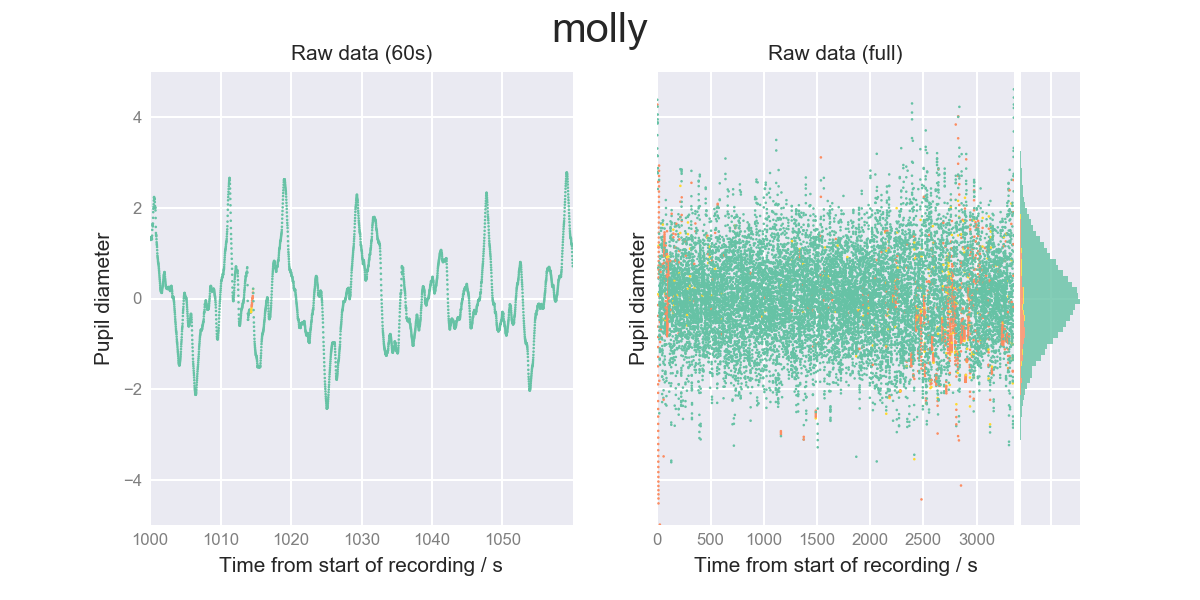 molly
Raw data (60s)
Raw data (full)
Pupil diameter
4
2
0
−2
−4
1000 1010 1020 1030 1040 1050
Time from start of recording / s
Pupil diameter
0 500 1000 1500 2000 2500 3000
Time from start of recording / s